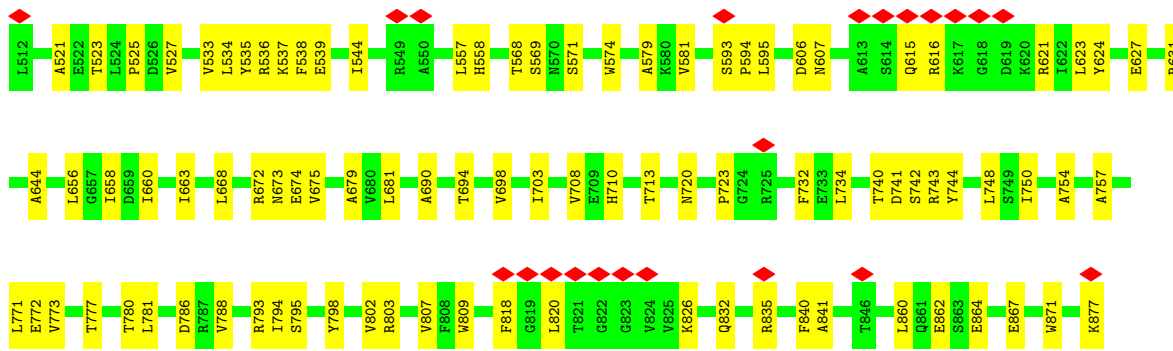 L512 A521 E522 T523 L524 P525 D526 V527 V533 L534 Y535 R536 K537 F538 E539 I544 R549 A550 L557 H558 T568 S569 N570 S571 W574 A579 K580 V581 S593 P594 L595 D606 N607 A613 S614 Q615 R616 K617 G618 D619 K620 R621 I622 L623 Y624 E627
A644 L656 G657 I658 D659 I660 I663 L668 R672 N673 E674 V675 A679 V680 L681 A690 T694 V698 I703 V708 E709 H710 T713 N720 P723 G724 R725 F732 E733 L734 T740 D741 S742 R743 Y744 L748 S749 I750 A754 A757
L771 E772 V773 T777 T780 L781 D786 R787 V788 R793 I794 S795 Y798 V802 R803 V807 F808 W809 F818 G819 L820 T821 G822 G823 V824 V825 K826 Q832 R835 F840 A841 T846 L860 Q861 E862 S863 E864 E867 W871 K877